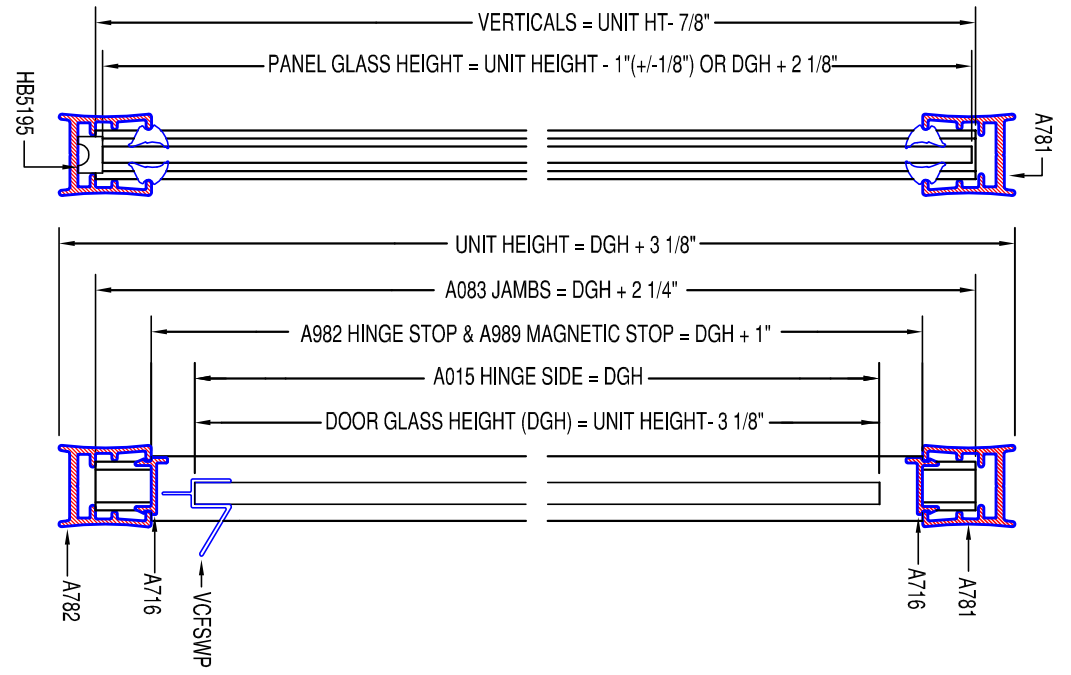 VERTICALS = UNIT HT- 7/8"
PANEL GLASS HEIGHT = UNIT HEIGHT - 1"(+/-1/8") OR DGH + 2 1/8"
HB5195
A781
UNIT HEIGHT = DGH + 3 1/8"
A083 JAMBS = DGH + 2 1/4"
A982 HINGE STOP & A989 MAGNETIC STOP = DGH + 1"
A015 HINGE SIDE = DGH
DOOR GLASS HEIGHT (DGH) = UNIT HEIGHT- 3 1/8"
A782
A716
VCFSWP
A716
A781